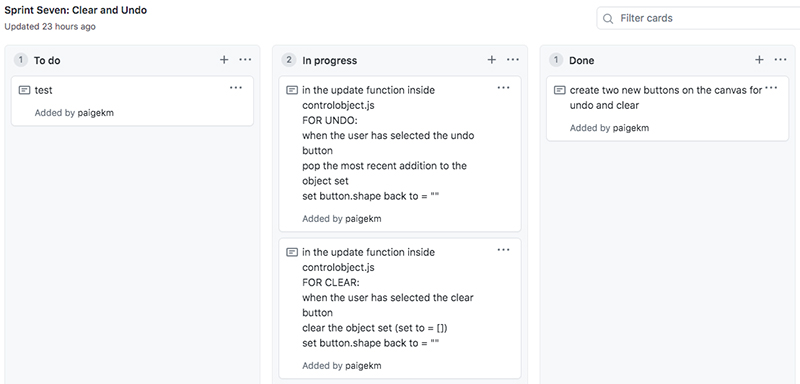 Sprint Seven: Clear and Undo
Updated 23 hours ago
Filter cards
1 To do
test
Added by paigekm
2 In progress
in the update function inside
controlobject.js
FOR UNDO:
when the user has selected the undo
button
pop the most recent addition to the
object set
set button.shape back to = ""
Added by paigekm
in the update function inside
controlobject.js
FOR CLEAR:
when the user has selected the clear
button
clear the object set (set to = [])
set button.shape back to = ""
Added by paigekm
1 Done
create two new buttons on the canvas for
undo and clear
Added by paigekm